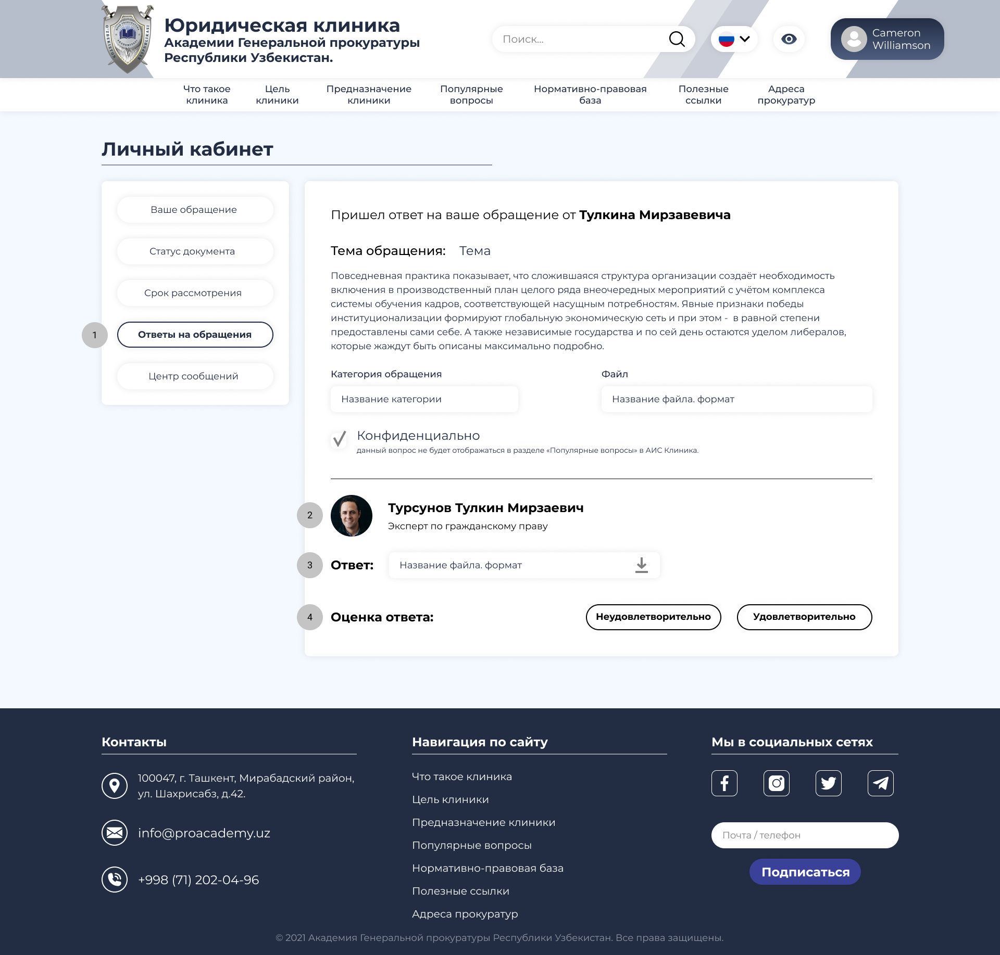 Юридическая клиника
Академии Генеральной прокуратуры
Республики Узбекистан.
Поиск...
Cameron
Williamson
Что такое
клиника
Цель
клиники
Предназначение
клиники
Популярные
вопросы
Нормативно-правовая
база
Полезные
ссылки
Адреса
прокуратур
Личный кабинет
Ваше обращение
Статус документа
Срок рассмотрения
1
Ответы на обращения
Центр сообщений
Пришел ответ на ваше обращение от Тулкина Мирзавевича
Тема обращения: Тема
Повседневная практика показывает, что сложившаяся структура организации создаёт необходимость
включения в производственный план целого ряда внеочередных мероприятий с учётом комплекса
системы обучения кадров, соответствующей насущным потребностям. Явные признаки победы
институционализации формируют глобальную экономическую сеть и при этом -  в равной степени
предоставлены сами себе. А также независимые государства и по сей день остаются уделом либералов,
которые жаждут быть описаны максимально подробно.
Категория обращения
Название категории
Файл
Название файла. формат
Конфиденциально
данный вопрос не будет отображаться в разделе «Популярные вопросы» в АИС Клиника.
2
Турсунов Тулкин Мирзаевич
Эксперт по гражданскому праву
3
Ответ:
Название файла. формат
4
Оценка ответа:
Неудовлетворительно
Удовлетворительно
Контакты
100047, г. Ташкент, Мирабадский район,
ул. Шахрисабз, д.42.
info@proacademy.uz
+998 (71) 202-04-96
Навигация по сайту
Что такое клиника
Цель клиники
Предназначение клиники
Популярные вопросы
Нормативно-правовая база
Полезные ссылки
Адреса прокуратур
Мы в социальных сетях
Почта / телефон
Подписаться
© 2021 Академия Генеральной прокуратуры Республики Узбекистан. Все права защищены.